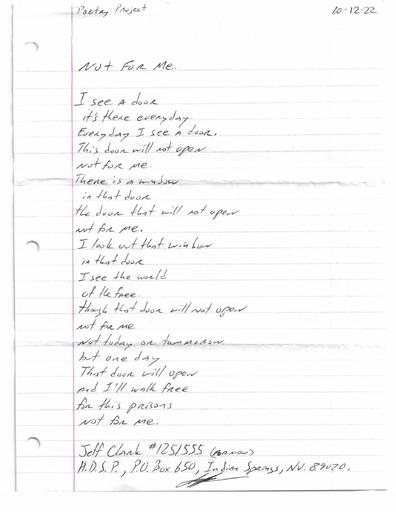 Poetry Project 10-12-22
Not For Me.
I see a door
it's there everyday
Everyday I see a door.
This door will not open
not for me.
There is a window
in that door
the door that will not open
not for me.
I look out that window
in that door
I see the world
of the free
though that door will not open
not for me
Not today or tommorrow
but one day
That door will open
and I'll walk free
for this prisons
not for me.
Jeff Clark #1251555
H.D.S.P., P.O. Box 650, Indian Springs, NV. 89070.